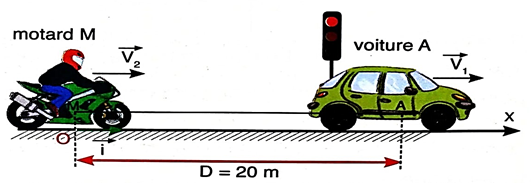 motard M
voiture A
V₂
V₁
M
A
x
O
i
D = 20 m